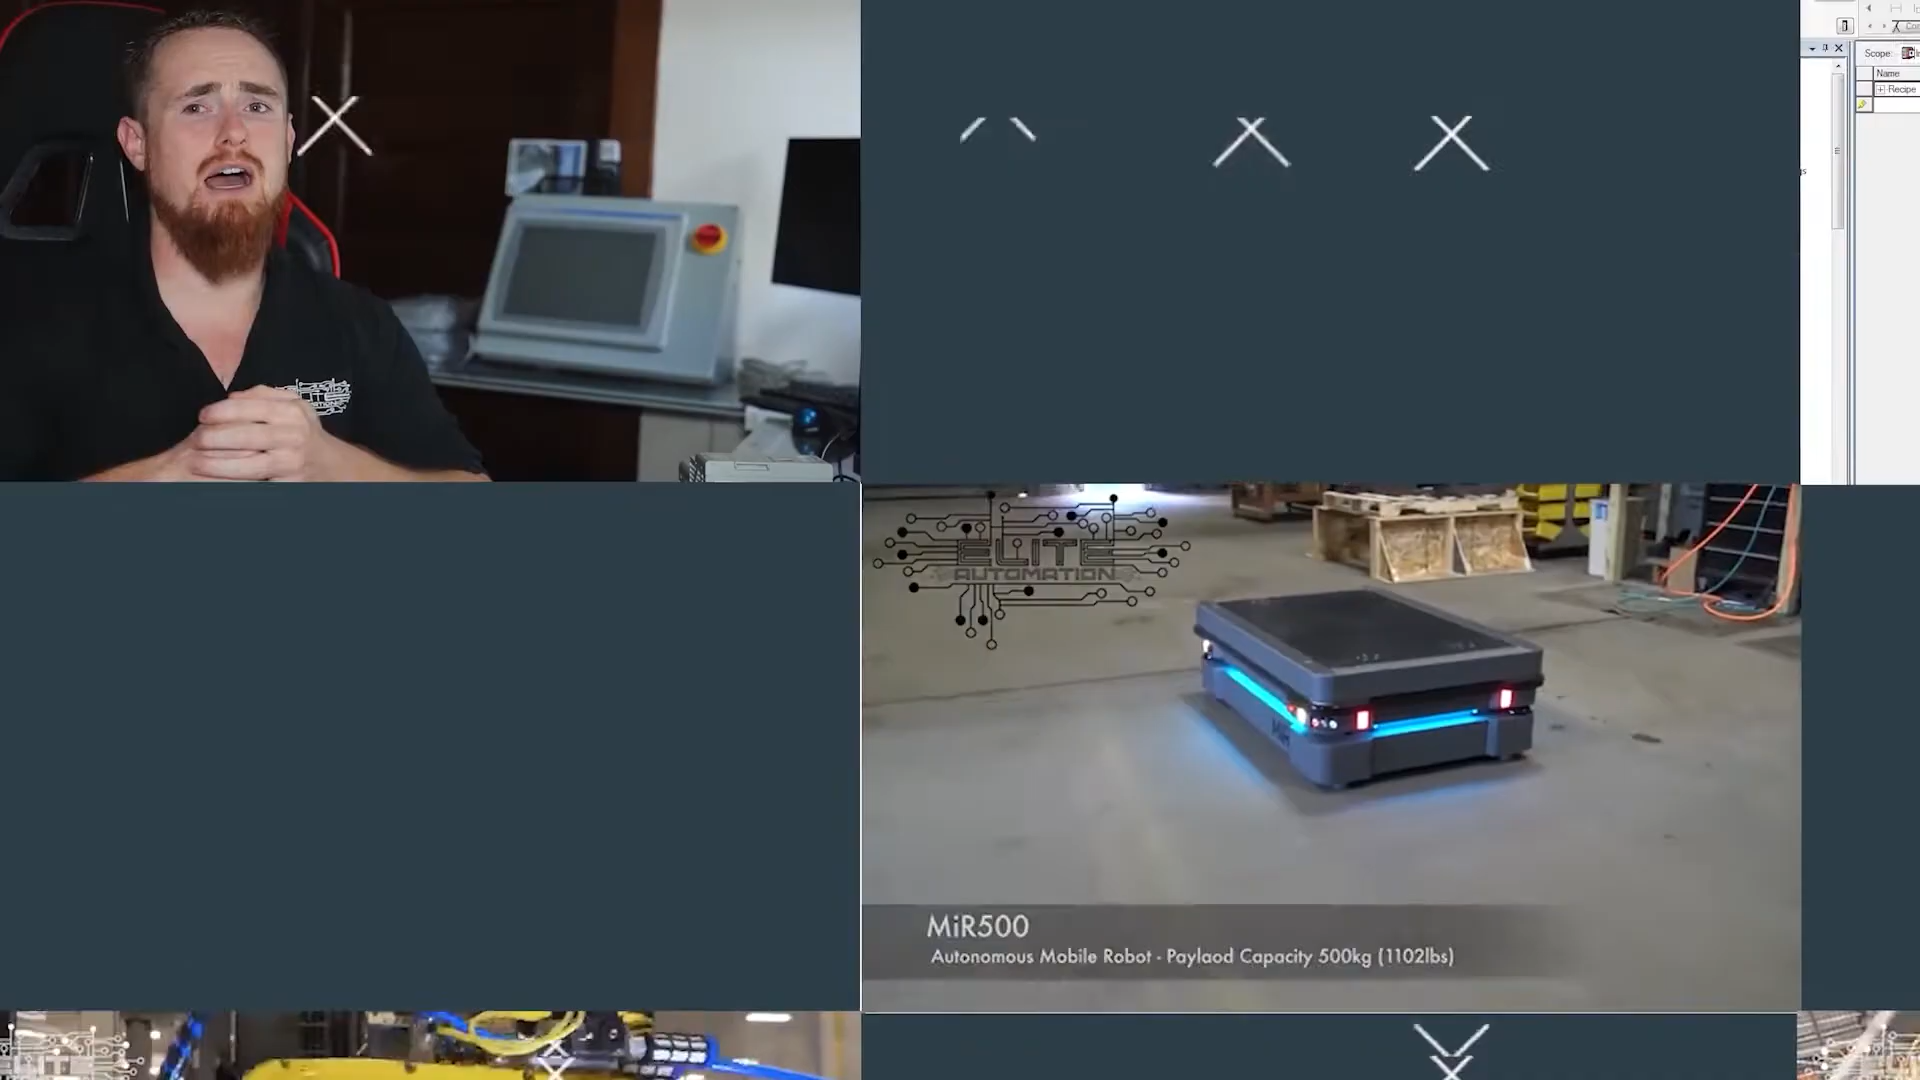 Scope:
Name
Recipe
ELITE
AUTOMATION
MiR500
Autonomous Mobile Robot - Paylaod Capacity 500kg (1102lbs)